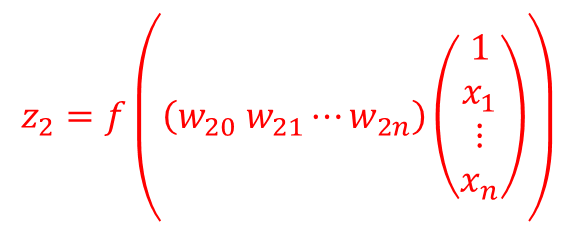 z₂ = f ( (w₂₀ w₂₁ ⋯ w₂ₙ) ( 1
x₁
⋮
xₙ ) )